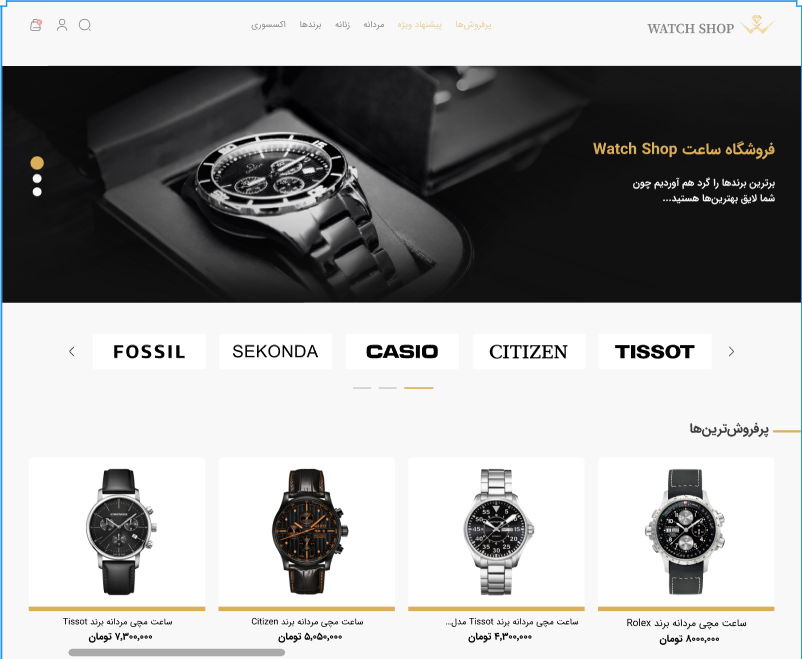 WATCH SHOP
پرفروش‌ها
پیشنهاد ویژه
مردانه
زنانه
برندها
اکسسوری
فروشگاه ساعت Watch Shop
برترین برندها را گرد هم آوردیم چون
شما لایق بهترین‌ها هستید...
FOSSIL
SEKONDA
CASIO
CITIZEN
TISSOT
پرفروش‌ترین‌ها
ساعت مچی مردانه برند Rolex
۸۰۰۰,۰۰۰ تومان
ساعت مچی مردانه برند Tissot مدل...
۴,۳۰۰,۰۰۰ تومان
ساعت مچی مردانه برند Citizen
۵,۰۵۰,۰۰۰ تومان
ساعت مچی مردانه برند Tissot
۷,۳۰۰,۰۰۰ تومان